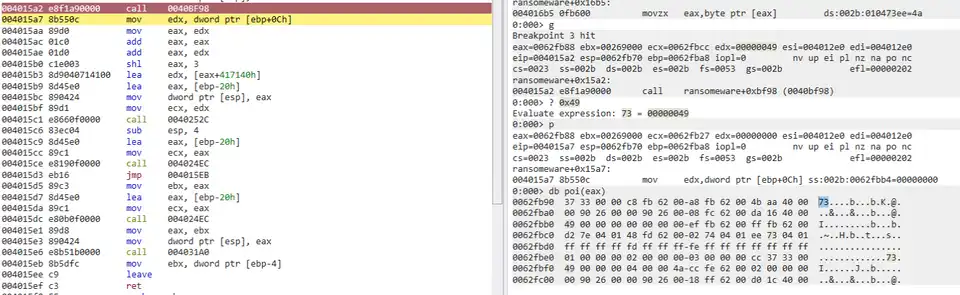 004015a2 e8f1a90000 call 0040BF98
004015a7 8b550c mov edx, dword ptr [ebp+0Ch]
004015aa 89d0 mov eax, edx
004015ac 01c0 add eax, eax
004015ae 01d0 add eax, edx
004015b0 c1e003 shl eax, 3
004015b3 8d9040714100 lea edx, [eax+417140h]
004015b9 8d45e0 lea eax, [ebp-20h]
004015bc 890424 mov dword ptr [esp], eax
004015bf 89d1 mov ecx, edx
004015c1 e8660f0000 call 0040252C
004015c6 83ec04 sub esp, 4
004015c9 8d45e0 lea eax, [ebp-20h]
004015cc 89c1 mov ecx, eax
004015ce e8190f0000 call 004024EC
004015d3 eb16 jmp 004015EB
004015d5 89c3 mov ebx, eax
004015d7 8d45e0 lea eax, [ebp-20h]
004015da 89c1 mov ecx, eax
004015dc e80b0f0000 call 004024EC
004015e1 89d8 mov eax, ebx
004015e3 890424 mov dword ptr [esp], eax
004015e6 e8b51b0000 call 004031A0
004015eb 8b5dfc mov ebx, dword ptr [ebp-4]
004015ee c9 leave
004015ef c3 ret
ransomware+0x16b5:
004016b5 0fb600 movzx eax,byte ptr [eax] ds:002b:010473ee=4a
0:000> g
Breakpoint 3 hit
eax=0062fb88 ebx=00269000 ecx=0062fbcc edx=00000049 esi=004012e0 edi=004012e0
eip=004015a2 esp=0062fb70 ebp=0062fba8 iopl=0 nv up ei pl nz na po nc
cs=0023 ss=002b ds=002b es=002b fs=0053 gs=002b efl=00000202
ransomware+0x15a2:
004015a2 e8f1a90000 call ransomware+0xbf98 (0040bf98)
0:000> ? 0x49
Evaluate expression: 73 = 00000049
0:000> p
eax=0062fb88 ebx=00269000 ecx=0062fb27 edx=00000000 esi=004012e0 edi=004012e0
eip=004015a7 esp=0062fb70 ebp=0062fba8 iopl=0 nv up ei pl nz na po nc
cs=0023 ss=002b ds=002b es=002b fs=0053 gs=002b efl=00000202
ransomware+0x15a7:
004015a7 8b550c mov edx,dword ptr [ebp+0Ch] ss:002b:0062fbb4=00000000
0:000> db poi(eax)
0062fb90 37 33 00 00 c8 fb 62 00-a8 fb 62 00 4b aa 40 00 73....b...b.K.@.
0062fba0 00 90 26 00 00 90 26 00-08 fc 62 00 da 16 40 00 ..&...&...b...@.
0062fbb0 49 00 00 00 00 00 00 00-ef fb 62 00 ff fb 62 00 I.........b...b.
0062fbc0 d2 7e 04 01 48 fd 62 00-02 74 04 01 ee 73 04 01 .~..H.b..t...s..
0062fbd0 ff ff ff ff fd ff ff ff-fe ff ff ff ff ff ff ff ................
0062fbe0 01 00 00 00 02 00 00 00-03 00 00 00 cc 37 33 00 .............73.
0062fbf0 49 00 00 00 04 00 00 00-4a cc fe 62 00 02 00 00 00
0062fc00 00 90 26 00 00 90 26 00-18 ff 62 00 d0 1c 40 00 ..&...&...b...@.